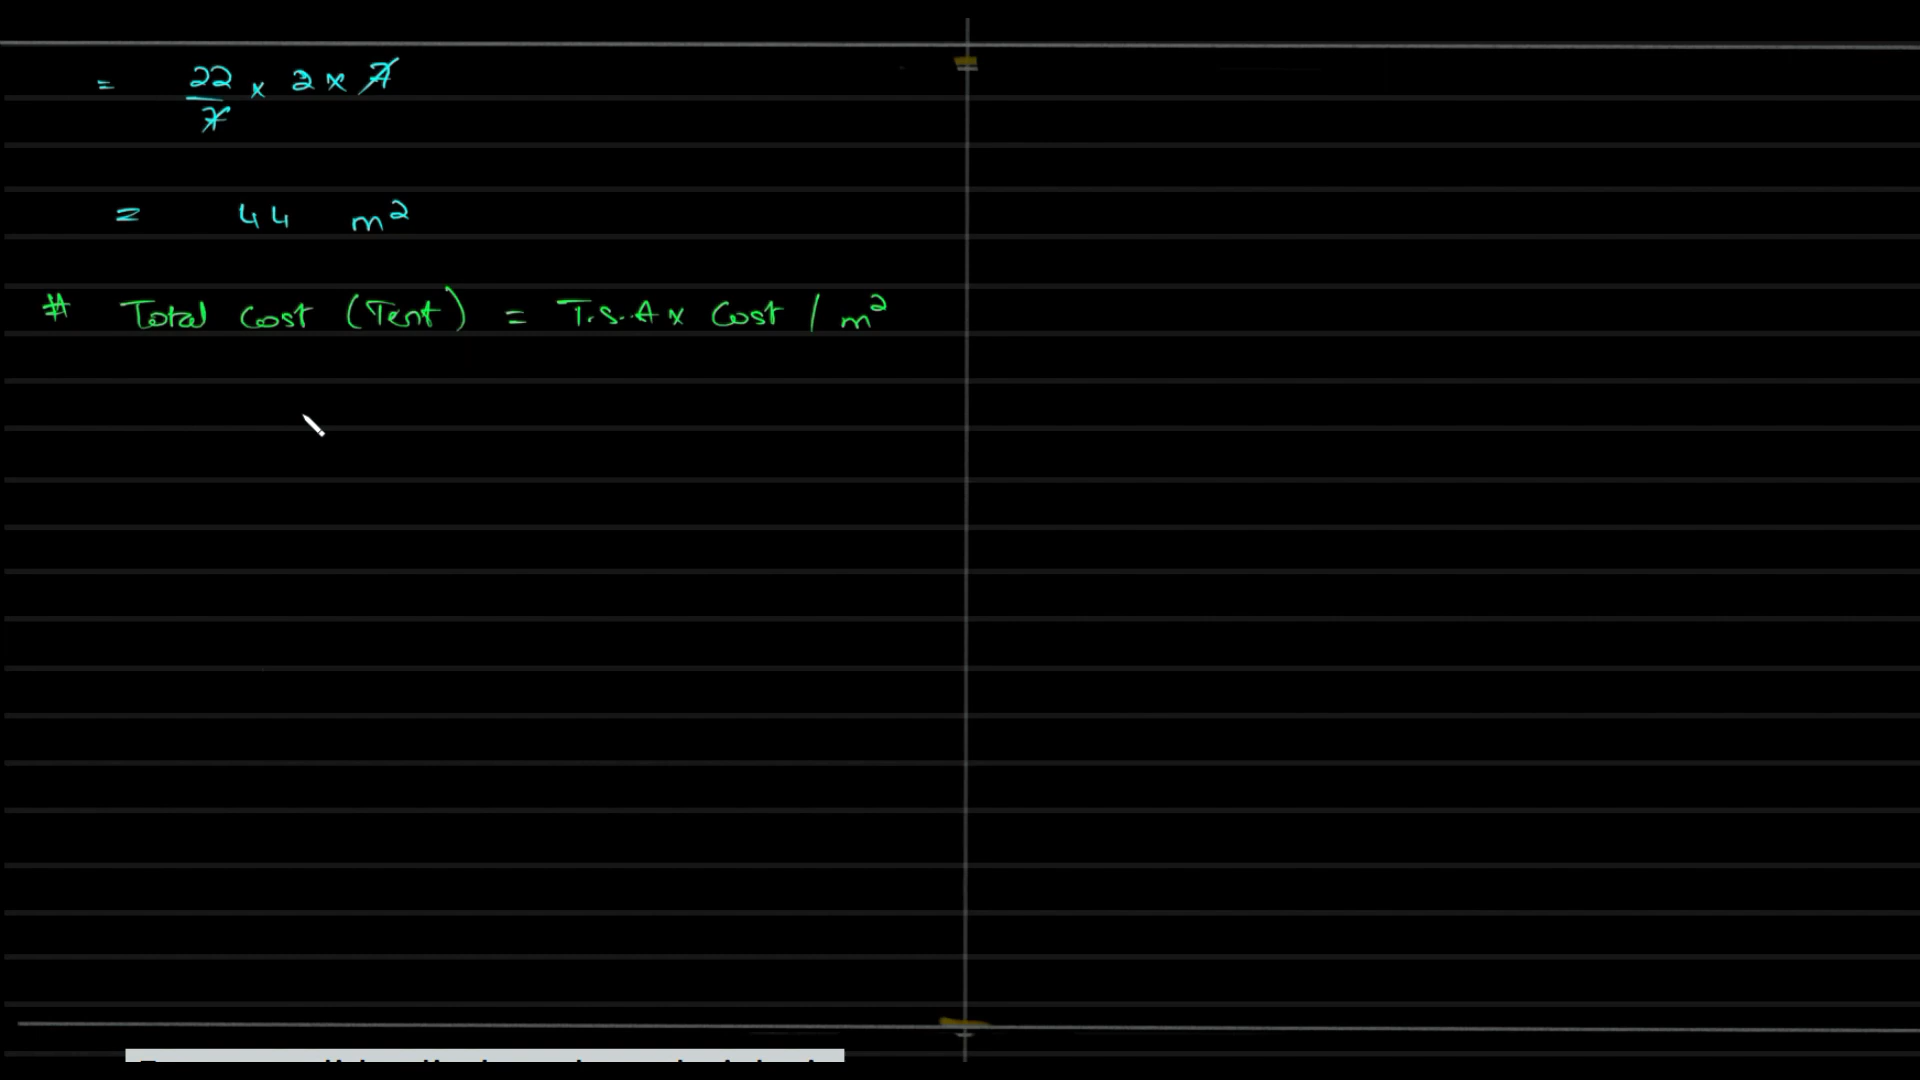 = 22/7 x 2 x 7
= 44 m²
# Total Cost (Tent) = T.S.A x Cost / m²